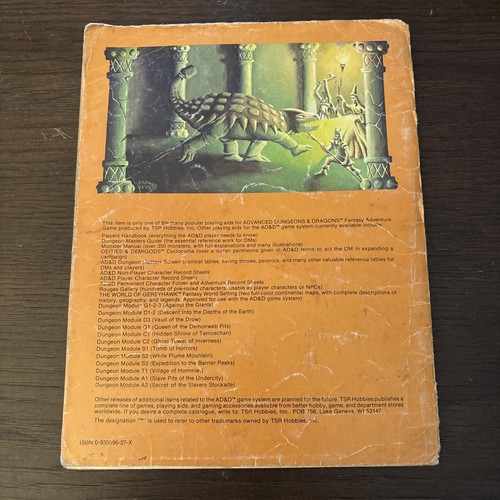 This item is only one of the many popular playing aids for ADVANCED DUNGEONS & DRAGONS™ Fantasy Adventure
Game produced by TSR Hobbies, Inc. Other playing aids for the AD&D™ game system currently available include:
Players Handbook (everything the AD&D player needs to know)
Dungeon Masters Guide (the essential reference work for DMs)
Monster Manual (over 350 monsters, with full explanations and many illustrations)
DEITIES & DEMIGODS™ Cyclopedia (lists over a dozen pantheons given in AD&D terms to aid the DM in expanding a
campaign)
AD&D Dungeon Masters Screen (combat tables, saving throws, psionics, and many other valuable reference tables for
DMs and players)
AD&D Non-Player Character Record Sheets
AD&D Player Character Record Sheets
AD&D Permanent Character Folder and Adventure Record Sheets
Rogues Gallery (hundreds of pre-rolled characters, usable as player characters or NPCs)
THE WORLD OF GREYHAWK™ Fantasy World Setting (two full-color continental maps, with complete descriptions of
history, geography, and legends. Approved for use with the AD&D game system)
Dungeon Module G1-2-3 (Against the Giants)
Dungeon Module D1-2 (Descent Into the Depths of the Earth)
Dungeon Module D3 (Vault of the Drow)
Dungeon Module Q1 (Queen of the Demonweb Pits)
Dungeon Module C1 (Hidden Shrine of Tamoachan)
Dungeon Module C2 (Ghost Tower of Inverness)
Dungeon Module S1 (Tomb of Horrors)
Dungeon Module S2 (White Plume Mountain)
Dungeon Module S3 (Expedition to the Barrier Peaks)
Dungeon Module T1 (Village of Hommlet)
Dungeon Module A1 (Slave Pits of the Undercity)
Dungeon Module A2 (Secret of the Slavers Stockade)
Other releases of additional items related to the AD&D™ game system are planned for the future. TSR Hobbies publishes a
complete line of games, playing aids, and gaming accessories available from better hobby, game, and department stores
worldwide. If you desire a complete catalogue, write to: TSR Hobbies, Inc., POB 756, Lake Geneva, WI 53147
The designation "™" is used to refer to other trademarks owned by TSR Hobbies, Inc.
ISBN 0-935696-27-X